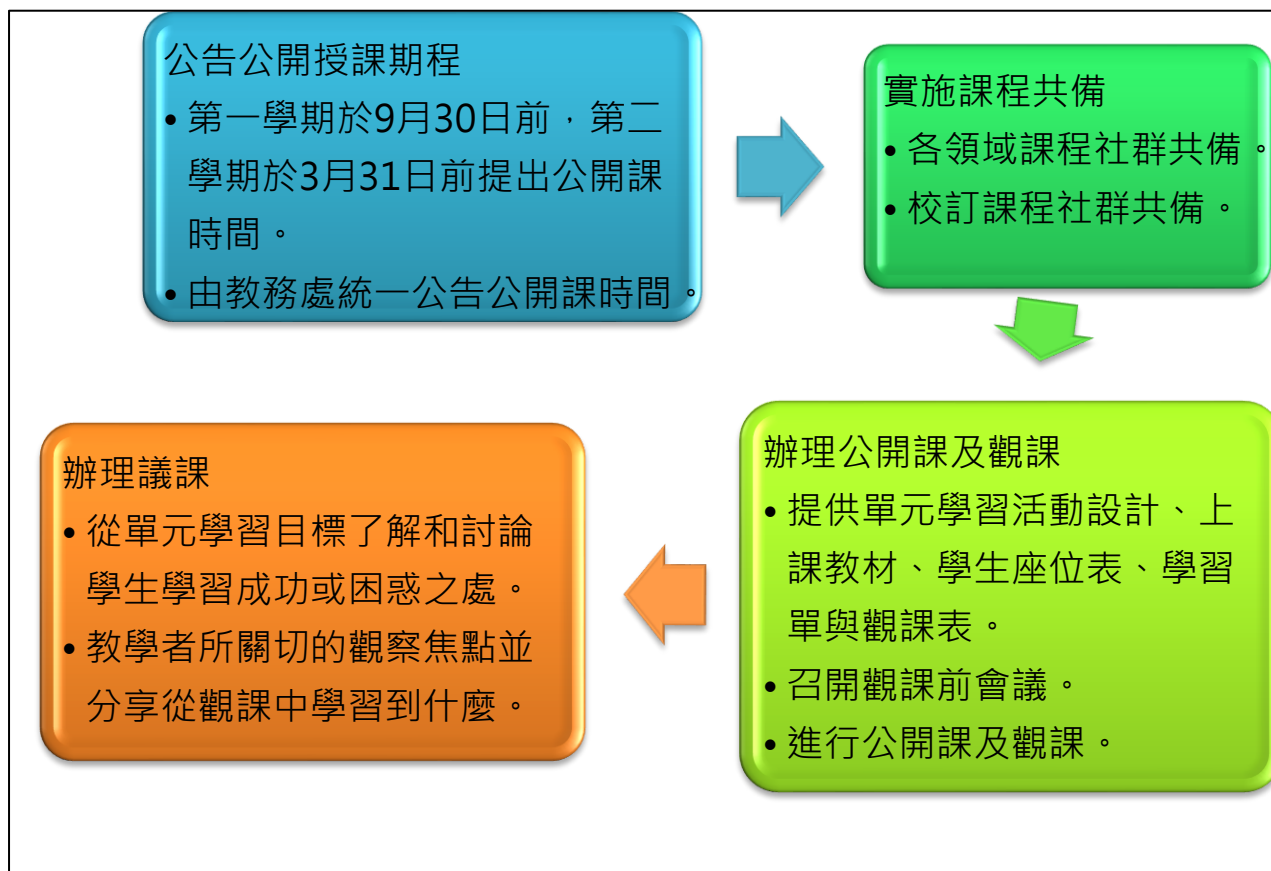 公告公開授課期程
• 第一學期於9月30日前，第二
學期於3月31日前提出公開課
時間。
• 由教務處統一公告公開課時間。
實施課程共備
• 各領域課程社群共備。
• 校訂課程社群共備。
辦理公開課及觀課
• 提供單元學習活動設計、上
課教材、學生座位表、學習
單與觀課表。
• 召開觀課前會議。
• 進行公開課及觀課。
辦理議課
• 從單元學習目標了解和討論
學生學習成功或困惑之處。
• 教學者所關切的觀察焦點並
分享從觀課中學習到什麼。